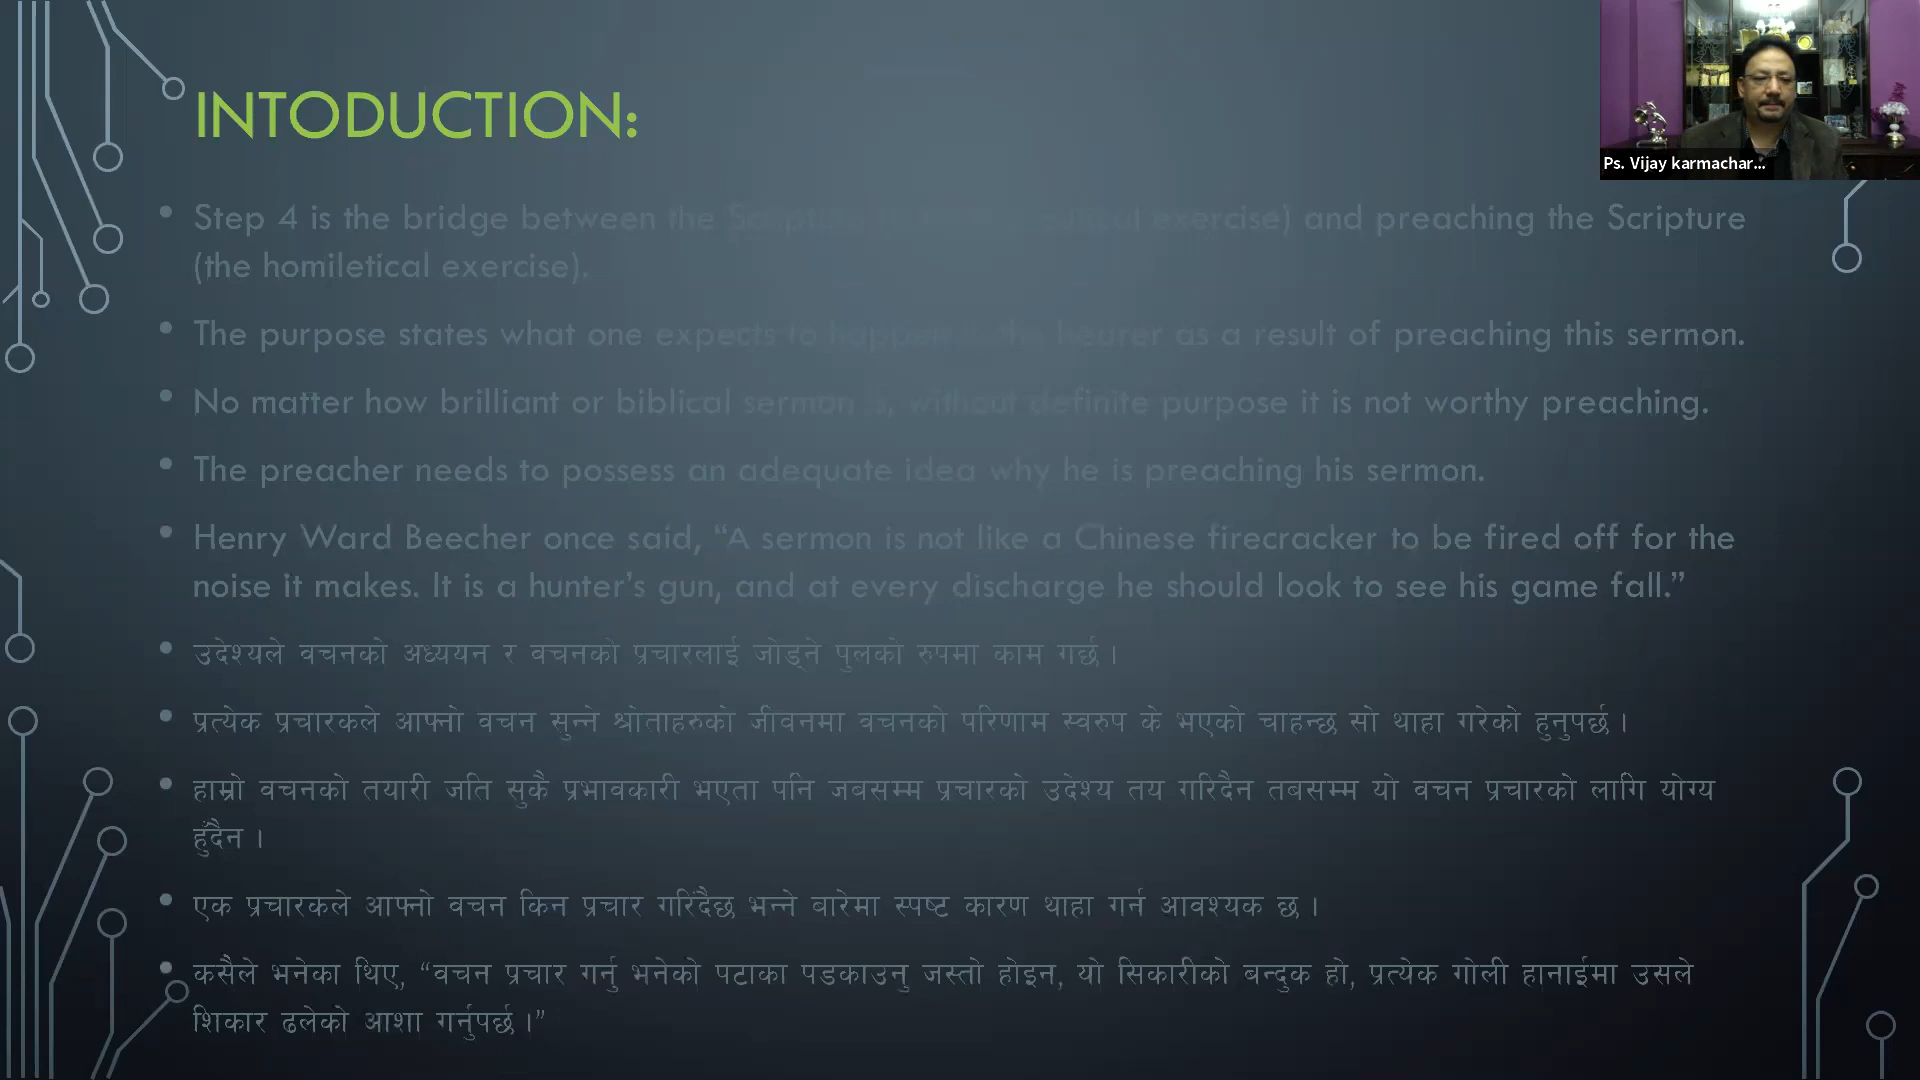 INTODUCTION:
Ps. Vijay karmachar...
• Step 4 is the bridge between the Scripture exercise) and preaching the Scripture
(the homiletical exercise).
• The purpose states what one expects to happen in the hearer as a result of preaching this sermon.
• No matter how brilliant or biblical sermon is, without definite purpose it is not worthy preaching.
• The preacher needs to possess an adequate idea why he is preaching his sermon.
• Henry Ward Beecher once said, “A sermon is not like a Chinese firecracker to be fired off for the
noise it makes. It is a hunter’s gun, and at every discharge he should look to see his game fall.”
• उदेश्यले वचनको अध्ययन र वचनको प्रचारलाई जोड्ने पुलको रुपमा काम गर्छ ।
• प्रत्येक प्रचारकले आफ्नो वचन सुन्ने श्रोताहरुको जीवनमा वचनको परिणाम स्वरुप के भएको चाहन्छ सो थाहा गरेको हुनुपर्छ ।
• हाम्रो वचनको तयारी जति सुकै प्रभावकारी भएता पनि जबसम्म प्रचारको उदेश्य तय गरिदैन तबसम्म यो वचन प्रचारको लागि योग्य
हुँदैन ।
• एक प्रचारकले आफ्नो वचन किन प्रचार गरिंदैछ भन्ने बारेमा स्पष्ट कारण थाहा गर्न आवश्यक छ ।
• कसैले भनेका थिए, “वचन प्रचार गर्नु भनेको पटाका पडकाउनु जस्तो होइन, यो सिकारीको बन्दुक हो, प्रत्येक गोली हानाईमा उसले
शिकार ढलेको आशा गर्नुपर्छ ।”